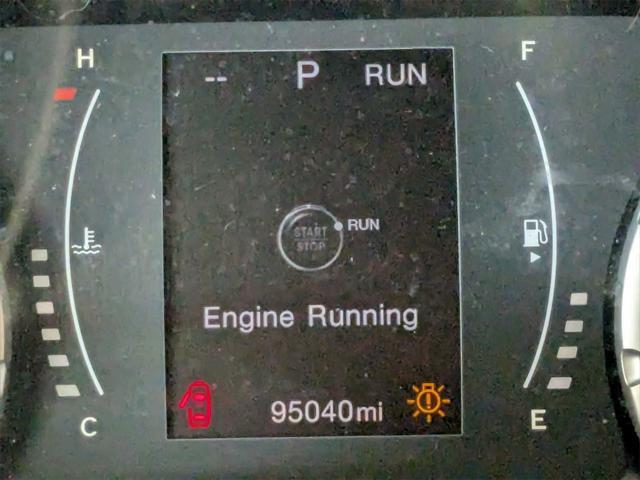 H
F
-- P RUN
START
STOP
RUN
Engine Running
95040mi
C
E